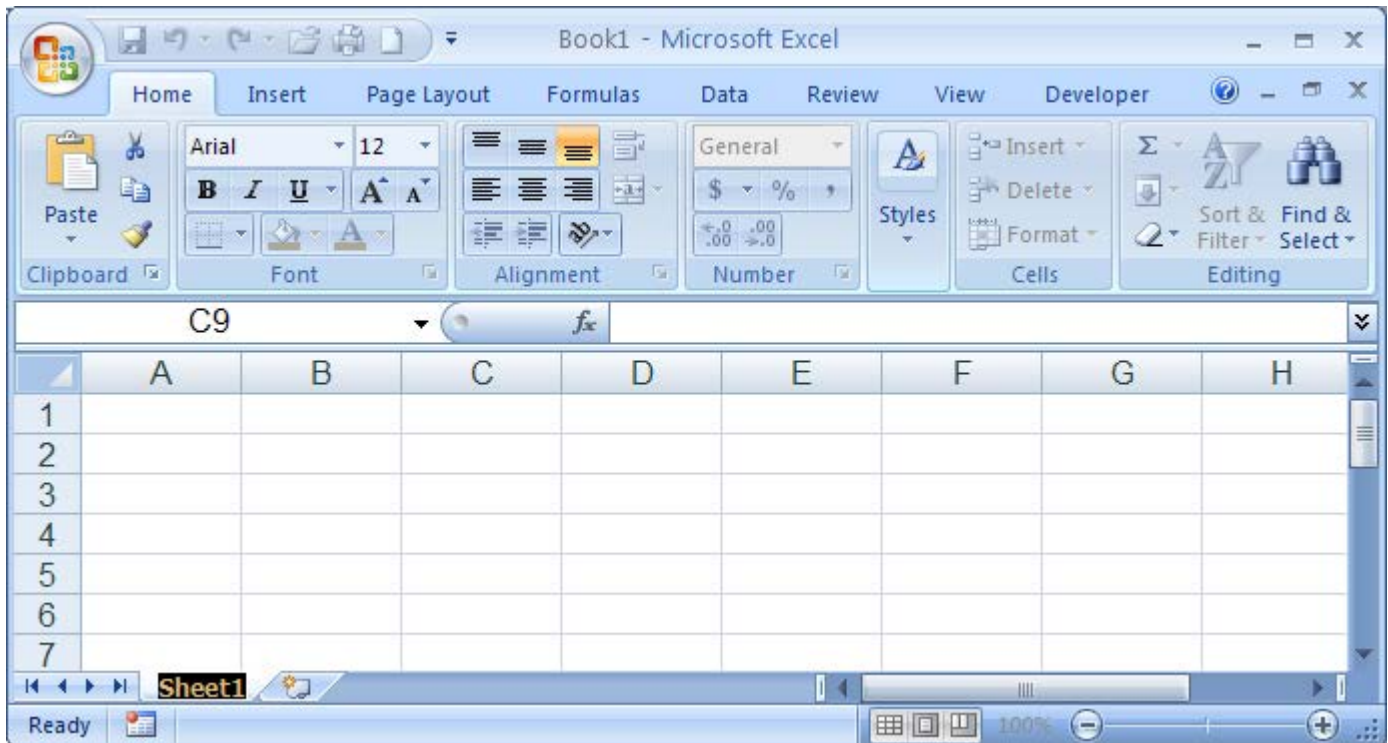 Book1 - Microsoft Excel
Home Insert Page Layout Formulas Data Review View Developer
Arial 12 General Σ A Z
B I U A A $ % , Insert
Paste Styles Delete Sort & Filter Find & Select
A .00 .00 Format
Clipboard Font Alignment Number Cells Editing
C9 fx
A B C D E F G H
1
2
3
4
5
6
7
Sheet1
Ready 100%